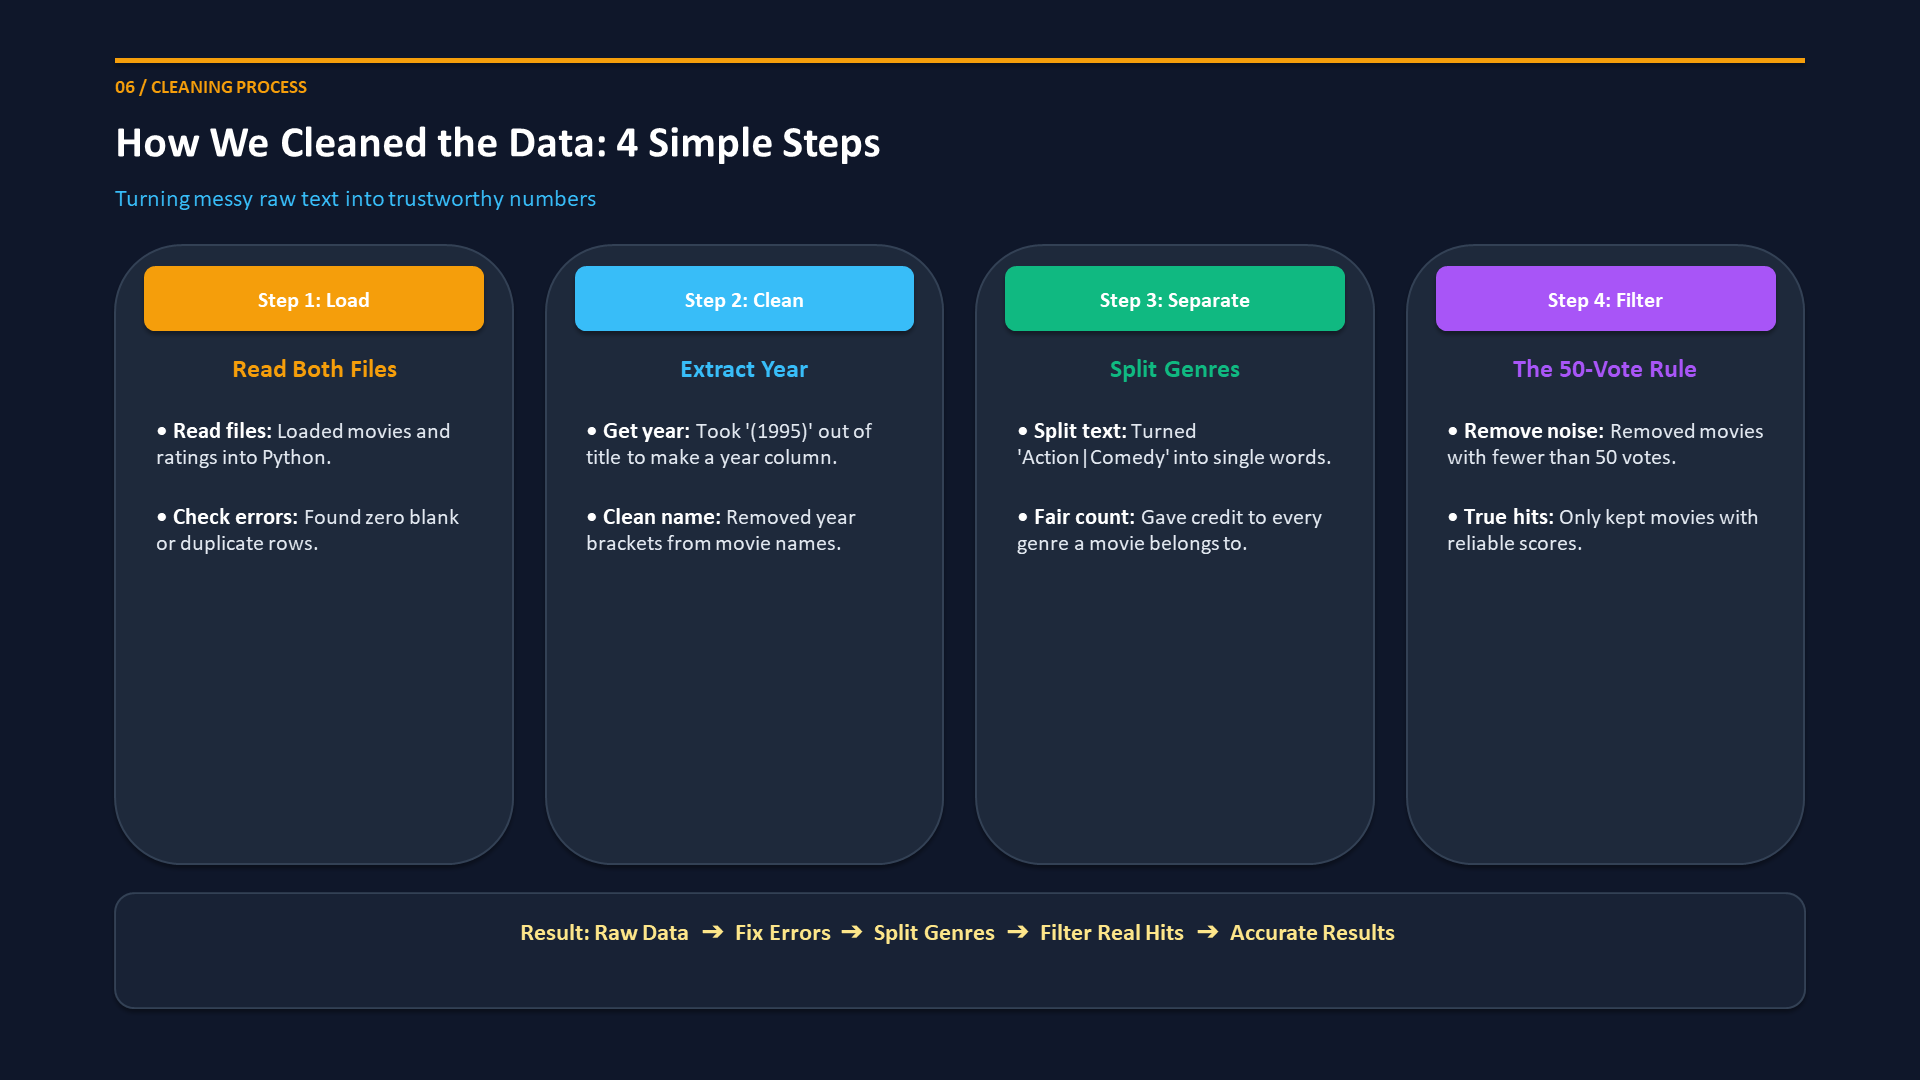 06 / CLEANING PROCESS
How We Cleaned the Data: 4 Simple Steps
Turning messy raw text into trustworthy numbers
Step 1: Load
Read Both Files
• Read files: Loaded movies and
ratings into Python.
• Check errors: Found zero blank
or duplicate rows.
Step 2: Clean
Extract Year
• Get year: Took '(1995)' out of
title to make a year column.
• Clean name: Removed year
brackets from movie names.
Step 3: Separate
Split Genres
• Split text: Turned
'Action|Comedy' into single words.
• Fair count: Gave credit to every
genre a movie belongs to.
Step 4: Filter
The 50-Vote Rule
• Remove noise: Removed movies
with fewer than 50 votes.
• True hits: Only kept movies with
reliable scores.
Result: Raw Data ➔ Fix Errors ➔ Split Genres ➔ Filter Real Hits ➔ Accurate Results